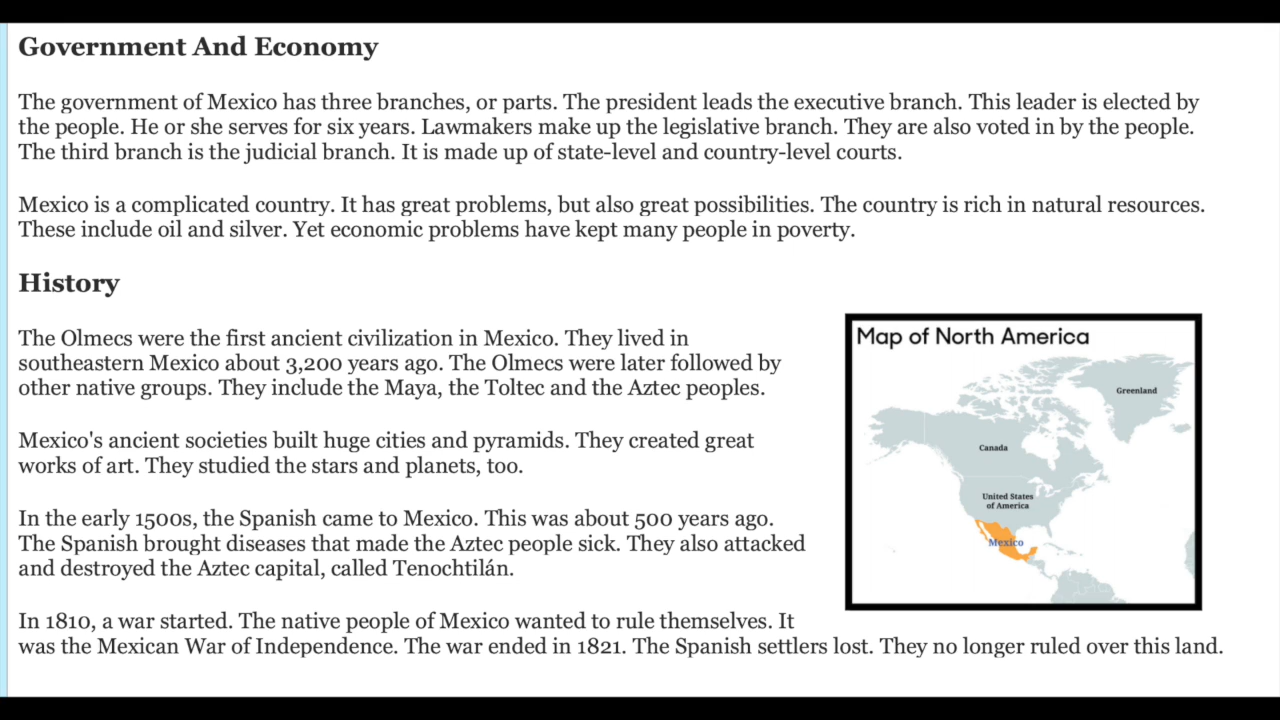 Government And Economy
The government of Mexico has three branches, or parts. The president leads the executive branch. This leader is elected by
the people. He or she serves for six years. Lawmakers make up the legislative branch. They are also voted in by the people.
The third branch is the judicial branch. It is made up of state-level and country-level courts.
Mexico is a complicated country. It has great problems, but also great possibilities. The country is rich in natural resources.
These include oil and silver. Yet economic problems have kept many people in poverty.
History
The Olmecs were the first ancient civilization in Mexico. They lived in
southeastern Mexico about 3,200 years ago. The Olmecs were later followed by
other native groups. They include the Maya, the Toltec and the Aztec peoples.
Mexico's ancient societies built huge cities and pyramids. They created great
works of art. They studied the stars and planets, too.
In the early 1500s, the Spanish came to Mexico. This was about 500 years ago.
The Spanish brought diseases that made the Aztec people sick. They also attacked
and destroyed the Aztec capital, called Tenochtilán.
In 1810, a war started. The native people of Mexico wanted to rule themselves. It
was the Mexican War of Independence. The war ended in 1821. The Spanish settlers lost. They no longer ruled over this land.
Map of North America
Greenland
Canada
United States
of America
Mexico